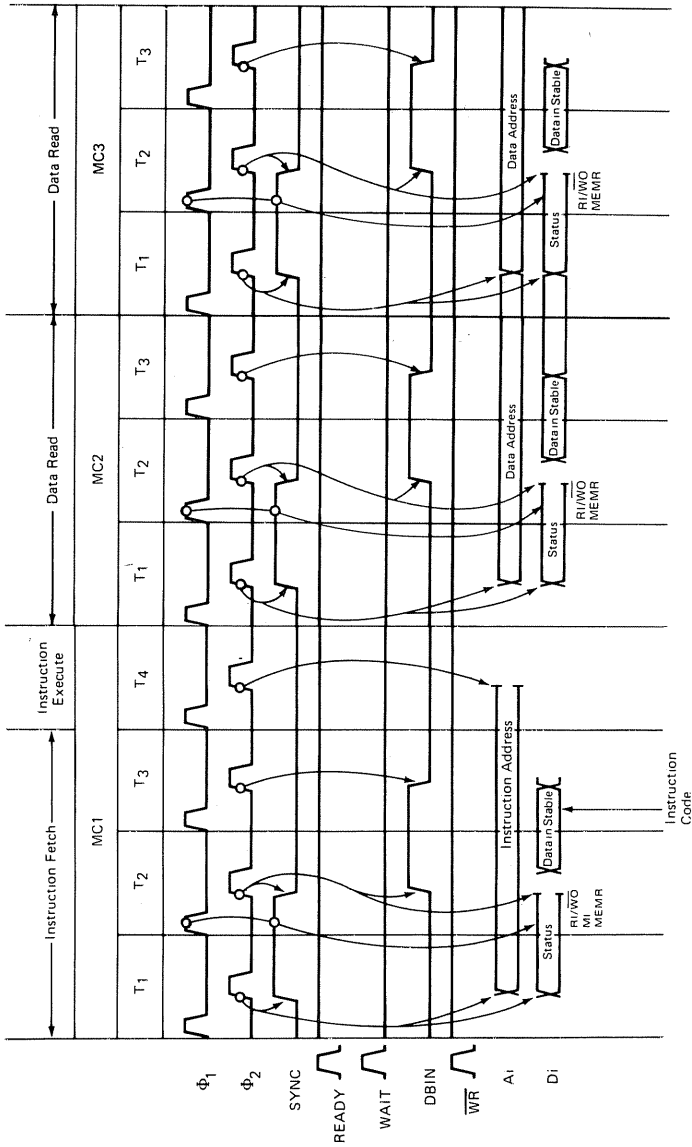 Instruction Fetch
Instruction
Execute
Data Read
Data Read
MC1
MC2
MC3
T1
T2
T3
T4
T1
T2
T3
T1
T2
T3
Φ1
Φ2
SYNC
READY
WAiT
DBIN
WR
Ai
Instruction Address
Data Address
Data Address
Di
Status
Data in Stable
Status
Data in Stable
Status
Data in Stable
RI/WO
MI
MEMR
RI/WO
MEMR
RI/WO
MEMR
Instruction
Code